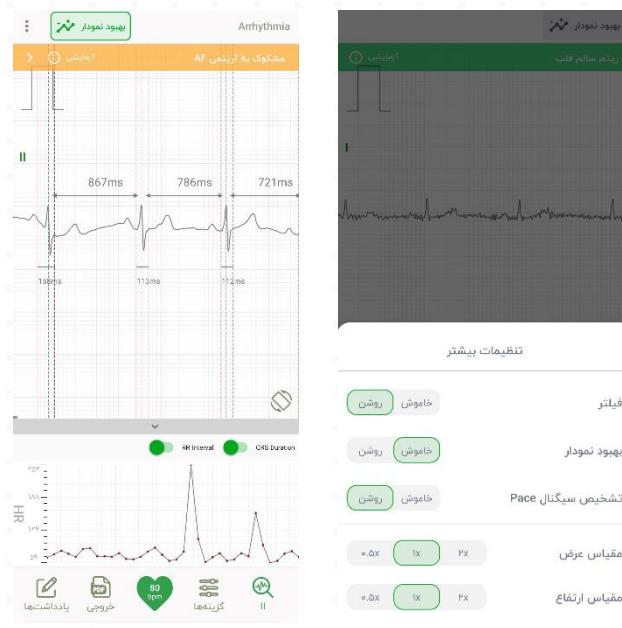 بهبود نمودار
Arrhythmia
مشکوک به آریتمی AF
آزمایشی
II
867ms
786ms
721ms
113ms
112ms
RR Interval
QRS Duration
HR
80
bpm
یادداشت‌ها
PDF
خروجی
گزینه‌ها
II
بهبود نمودار
ریتم سالم قلب
آزمایشی
I
تنظیمات بیشتر
فیلتر
خاموش
روشن
بهبود نمودار
خاموش
روشن
تشخیص سیگنال Pace
خاموش
روشن
مقیاس عرض
۲x
۱x
۰.۵x
مقیاس ارتفاع
۲x
۱x
۰.۵x